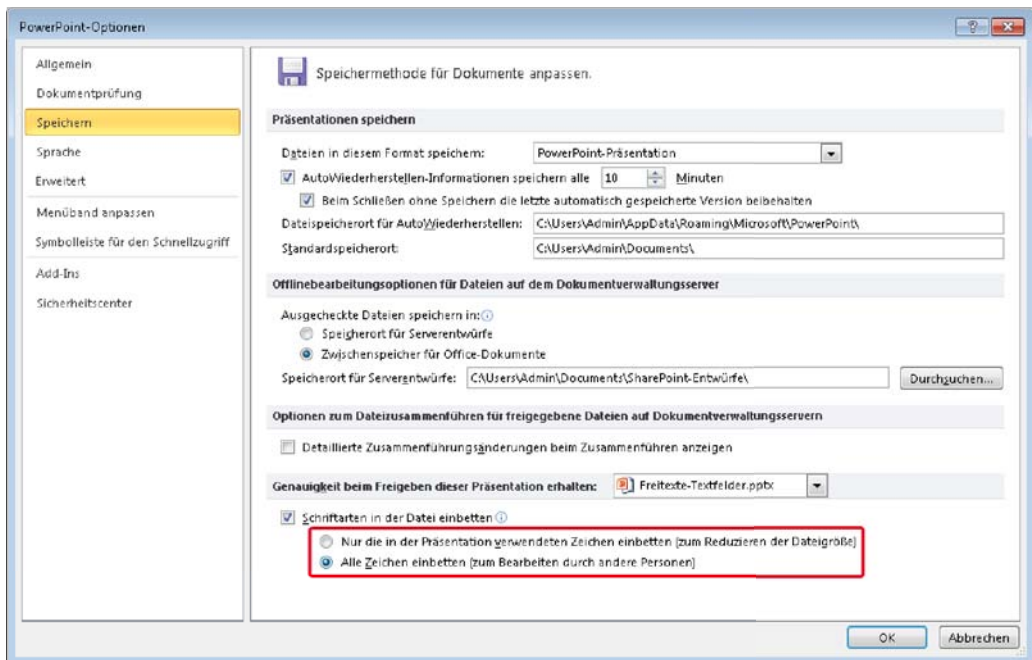 PowerPoint-Optionen
Allgemein
Dokumentprüfung
Speichern
Sprache
Erweitert
Menüband anpassen
Symbolleiste für den Schnellzugriff
Add-Ins
Sicherheitscenter
Speichermethode für Dokumente anpassen.
Präsentationen speichern
Dateien in diesem Format speichern: PowerPoint-Präsentation
AutoWiederherstellen-Informationen speichern alle 10 Minuten
Beim Schließen ohne Speichern die letzte automatisch gespeicherte Version beibehalten
Dateispeicherort für AutoWiederherstellen: C:\Users\Admin\AppData\Roaming\Microsoft\PowerPoint\
Standardspeicherort: C:\Users\Admin\Documents\
Offlinebearbeitungsoptionen für Dateien auf dem Dokumentverwaltungsserver
Ausgecheckte Dateien speichern in:
Speicherort für Serverentwürfe
Zwischenspeicher für Office-Dokumente
Speicherort für Serverentwürfe: C:\Users\Admin\Documents\SharePoint-Entwürfe\ Durchsuchen...
Optionen zum Dateizusammenführen für freigegebene Dateien auf Dokumentverwaltungsservern
Detaillierte Zusammenführungsänderungen beim Zusammenführen anzeigen
Genauigkeit beim Freigeben dieser Präsentation erhalten: Freitexte-Textfelder.pptx
Schriftarten in der Datei einbetten
Nur die in der Präsentation verwendeten Zeichen einbetten (zum Reduzieren der Dateigröße)
Alle Zeichen einbetten (zum Bearbeiten durch andere Personen)
OK Abbrechen